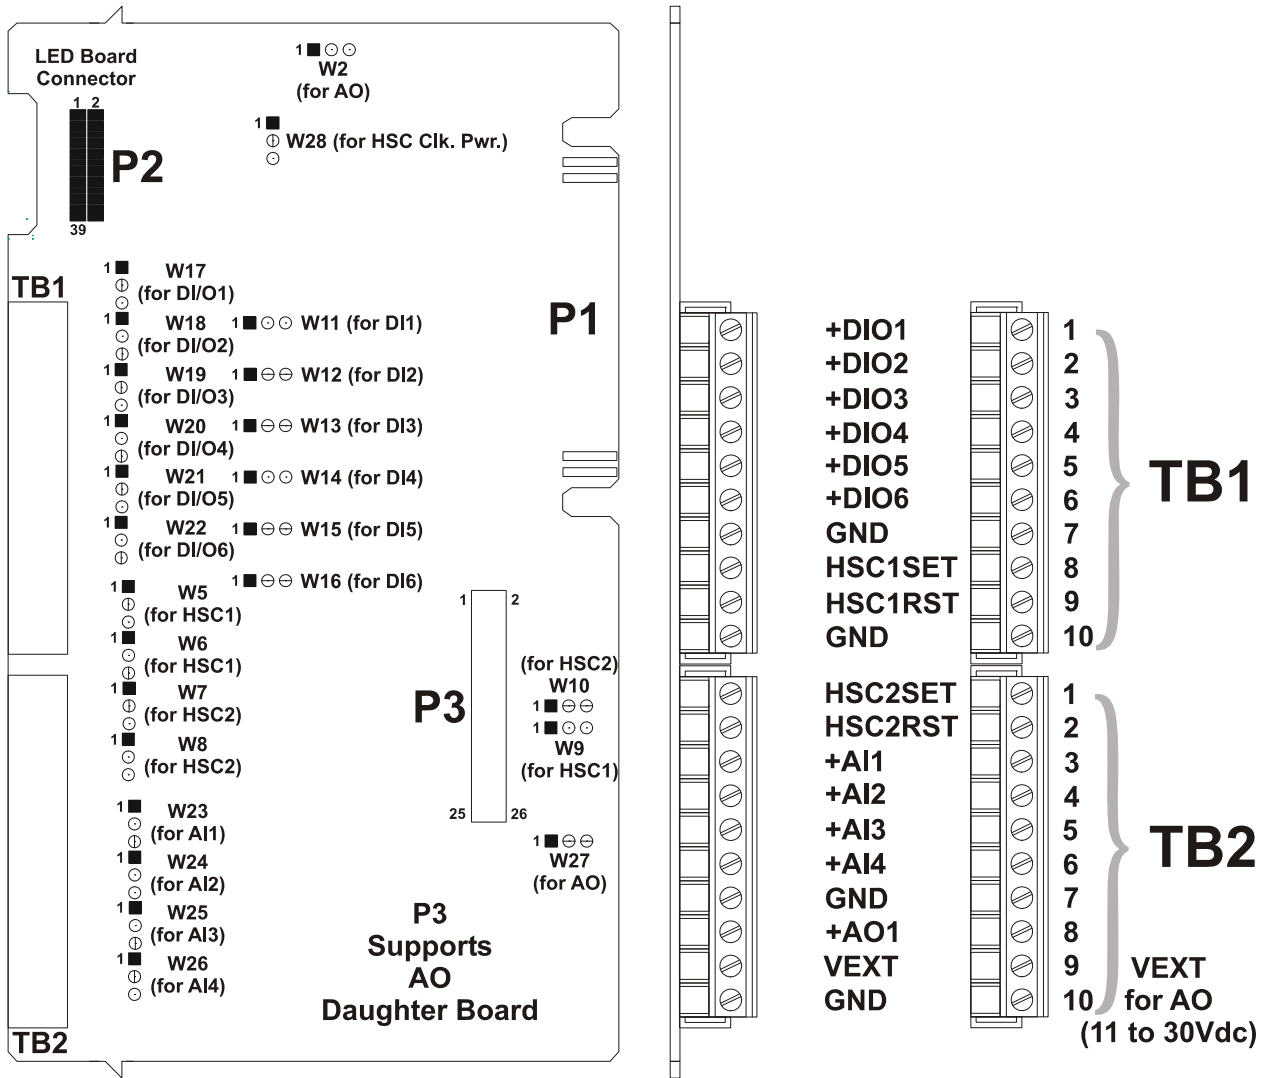 LED Board
Connector
1 2
P2
39
1
W2
(for AO)
1
W28 (for HSC Clk. Pwr.)
TB1
1
W17
(for DI/O1)
1
W18
(for DI/O2)
1
W19
(for DI/O3)
1
W20
(for DI/O4)
1
W21
(for DI/O5)
1
W22
(for DI/O6)
1 W11 (for DI1)
1 W12 (for DI2)
1 W13 (for DI3)
1 W14 (for DI4)
1 W15 (for DI5)
1 W16 (for DI6)
P1
1
W5
(for HSC1)
1
W6
(for HSC1)
1
W7
(for HSC2)
1
W8
(for HSC2)
1
W23
(for AI1)
1
W24
(for AI2)
1
W25
(for AI3)
1
W26
(for AI4)
1 2
P3
25 26
(for HSC2)
W10
1
1
W9
(for HSC1)
1
W27
(for AO)
P3
Supports
AO
Daughter Board
TB2
+DIO1 1
+DIO2 2
+DIO3 3
+DIO4 4
+DIO5 5
+DIO6 6
GND 7
HSC1SET 8
HSC1RST 9
GND 10
TB1
HSC2SET 1
HSC2RST 2
+AI1 3
+AI2 4
+AI3 5
+AI4 6
GND 7
+AO1 8
VEXT 9
GND 10
TB2
VEXT
for AO
(11 to 30Vdc)